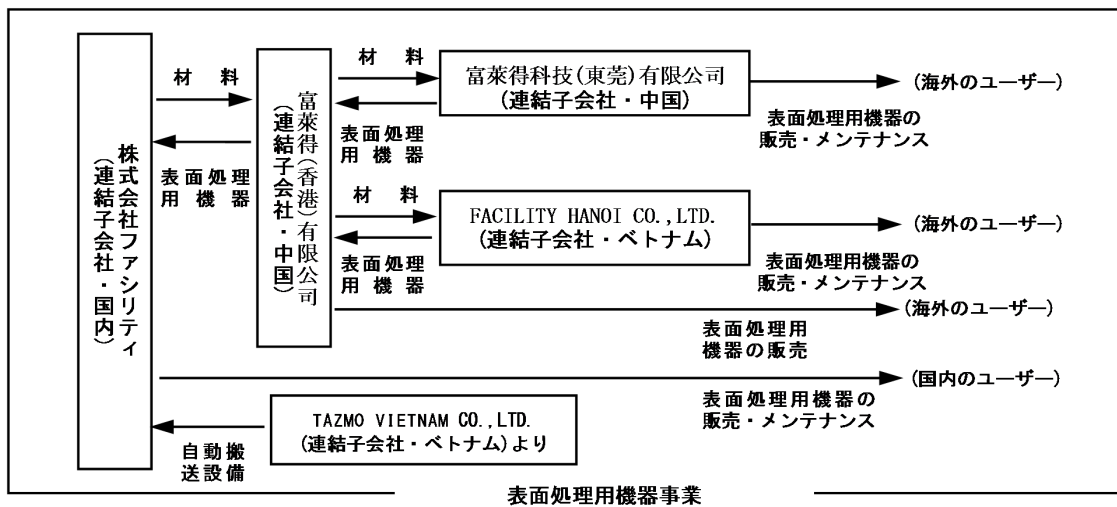 株式会社ファシリティ
(連結子会社・国内)
材 料
表面処理
用機器
富萊得(香港)有限公司
(連結子会社・中国)
材 料
表面処理
用機器
富萊得科技(東莞)有限公司
(連結子会社・中国)
(海外のユーザー)
表面処理用機器の
販売・メンテナンス
材 料
表面処理
用機器
FACILITY HANOI CO.,LTD.
(連結子会社・ベトナム)
(海外のユーザー)
表面処理用機器の
販売・メンテナンス
(海外のユーザー)
表面処理用
機器の販売
(国内のユーザー)
表面処理用機器の
販売・メンテナンス
TAZMO VIETNAM CO.,LTD.
(連結子会社・ベトナム)より
自動搬
送設備
表面処理用機器事業